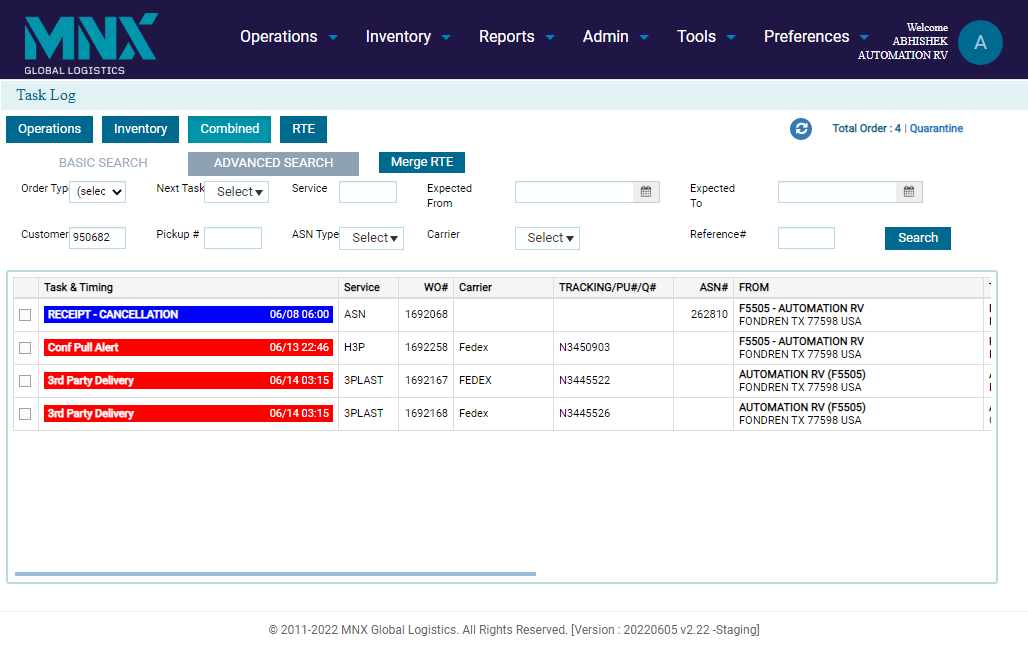 MNX
GLOBAL LOGISTICS
Operations Inventory Reports Admin Tools Preferences
Welcome
ABHISHEK
AUTOMATION RV
A
Task Log
Operations Inventory Combined RTE
Total Order : 4 | Quarantine
BASIC SEARCH ADVANCED SEARCH Merge RTE
Order Typ (selec Next Task Select Service Expected From Expected To
Customer 950682 Pickup # ASN Type Select Carrier Select Reference# Search
Task & Timing Service WO# Carrier TRACKING/PU#/Q# ASN# FROM
RECEIPT - CANCELLATION 06/08 06:00 ASN 1692068 262810 F5505 - AUTOMATION RV
FONDREN TX 77598 USA
Conf Pull Alert 06/13 22:46 H3P 1692258 Fedex N3450903 F5505 - AUTOMATION RV
FONDREN TX 77598 USA
3rd Party Delivery 06/14 03:15 3PLAST 1692167 FEDEX N3445522 AUTOMATION RV (F5505)
FONDREN TX 77598 USA
3rd Party Delivery 06/14 03:15 3PLAST 1692168 Fedex N3445526 AUTOMATION RV (F5505)
FONDREN TX 77598 USA
© 2011-2022 MNX Global Logistics. All Rights Reserved. [Version : 20220605 v2.22 -Staging]